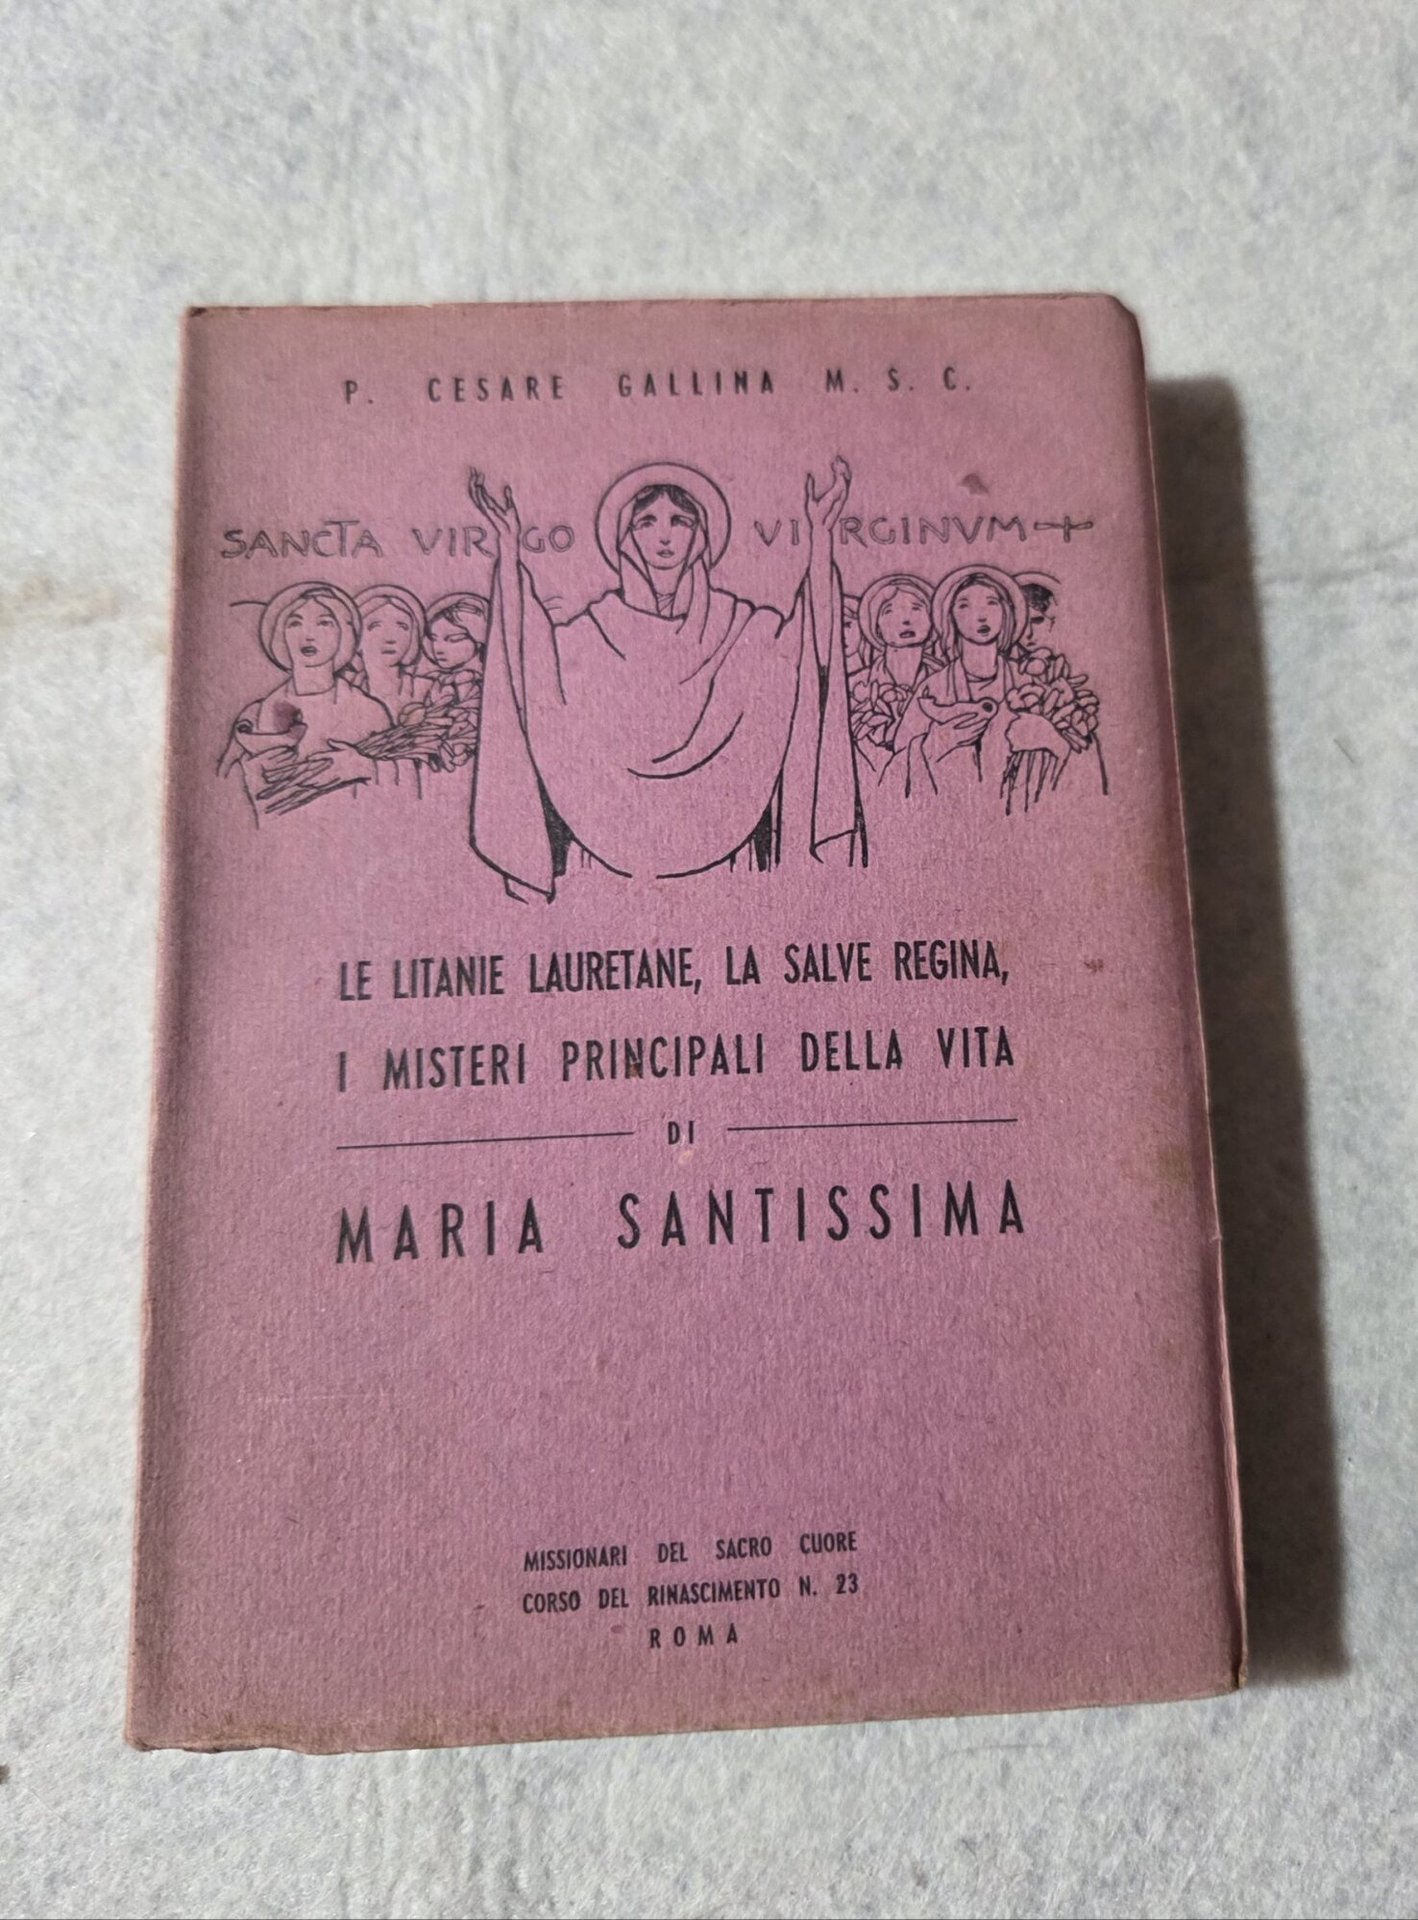 P. CESARE GALLINA M. S. C.
SANCTA VIRGO VIRGINVM +
LE LITANIE LAURETANE, LA SALVE REGINA,
I MISTERI PRINCIPALI DELLA VITA
DI
MARIA SANTISSIMA
MISSIONARI DEL SACRO CUORE
CORSO DEL RINASCIMENTO N. 23
ROMA